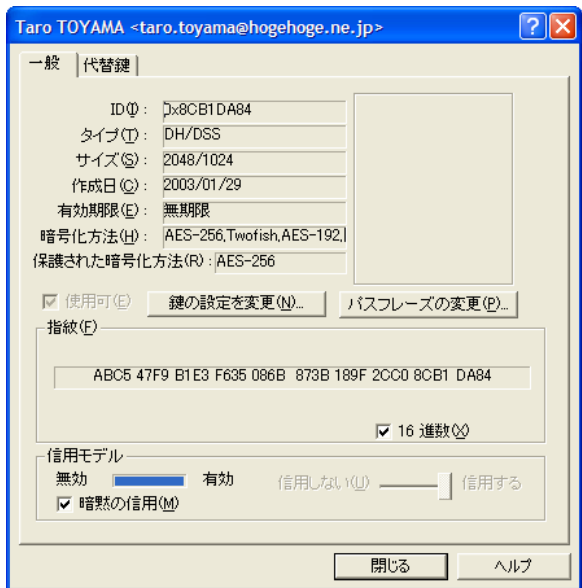 Taro TOYAMA <taro.toyama@hogehoge.ne.jp>
一般 代替鍵
ID(I): 0x8CB1DA84
タイプ(T): DH/DSS
サイズ(S): 2048/1024
作成日(C): 2003/01/29
有効期限(E): 無期限
暗号化方法(H): AES-256,Twofish,AES-192,
保護された暗号化方法(R): AES-256
使用可(E) 鍵の設定を変更(N)... パスフレーズの変更(P)...
指紋(F)
ABC5 47F9 B1E3 F635 086B 873B 189F 2CC0 8CB1 DA84
16 進数(X)
信用モデル
無効 有効 信用しない(U) 信用する
暗黙の信用(M)
閉じる ヘルプ